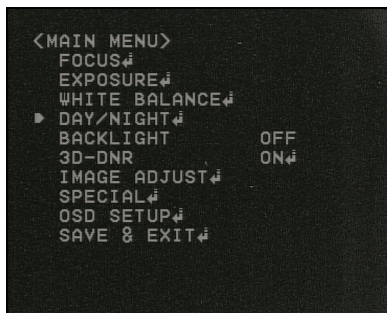 <MAIN MENU>
FOCUS↲
EXPOSURE↲
WHITE BALANCE↲
DAY/NIGHT↲
BACKLIGHT OFF
3D-DNR ON↲
IMAGE ADJUST↲
SPECIAL↲
OSD SETUP↲
SAVE & EXIT↲